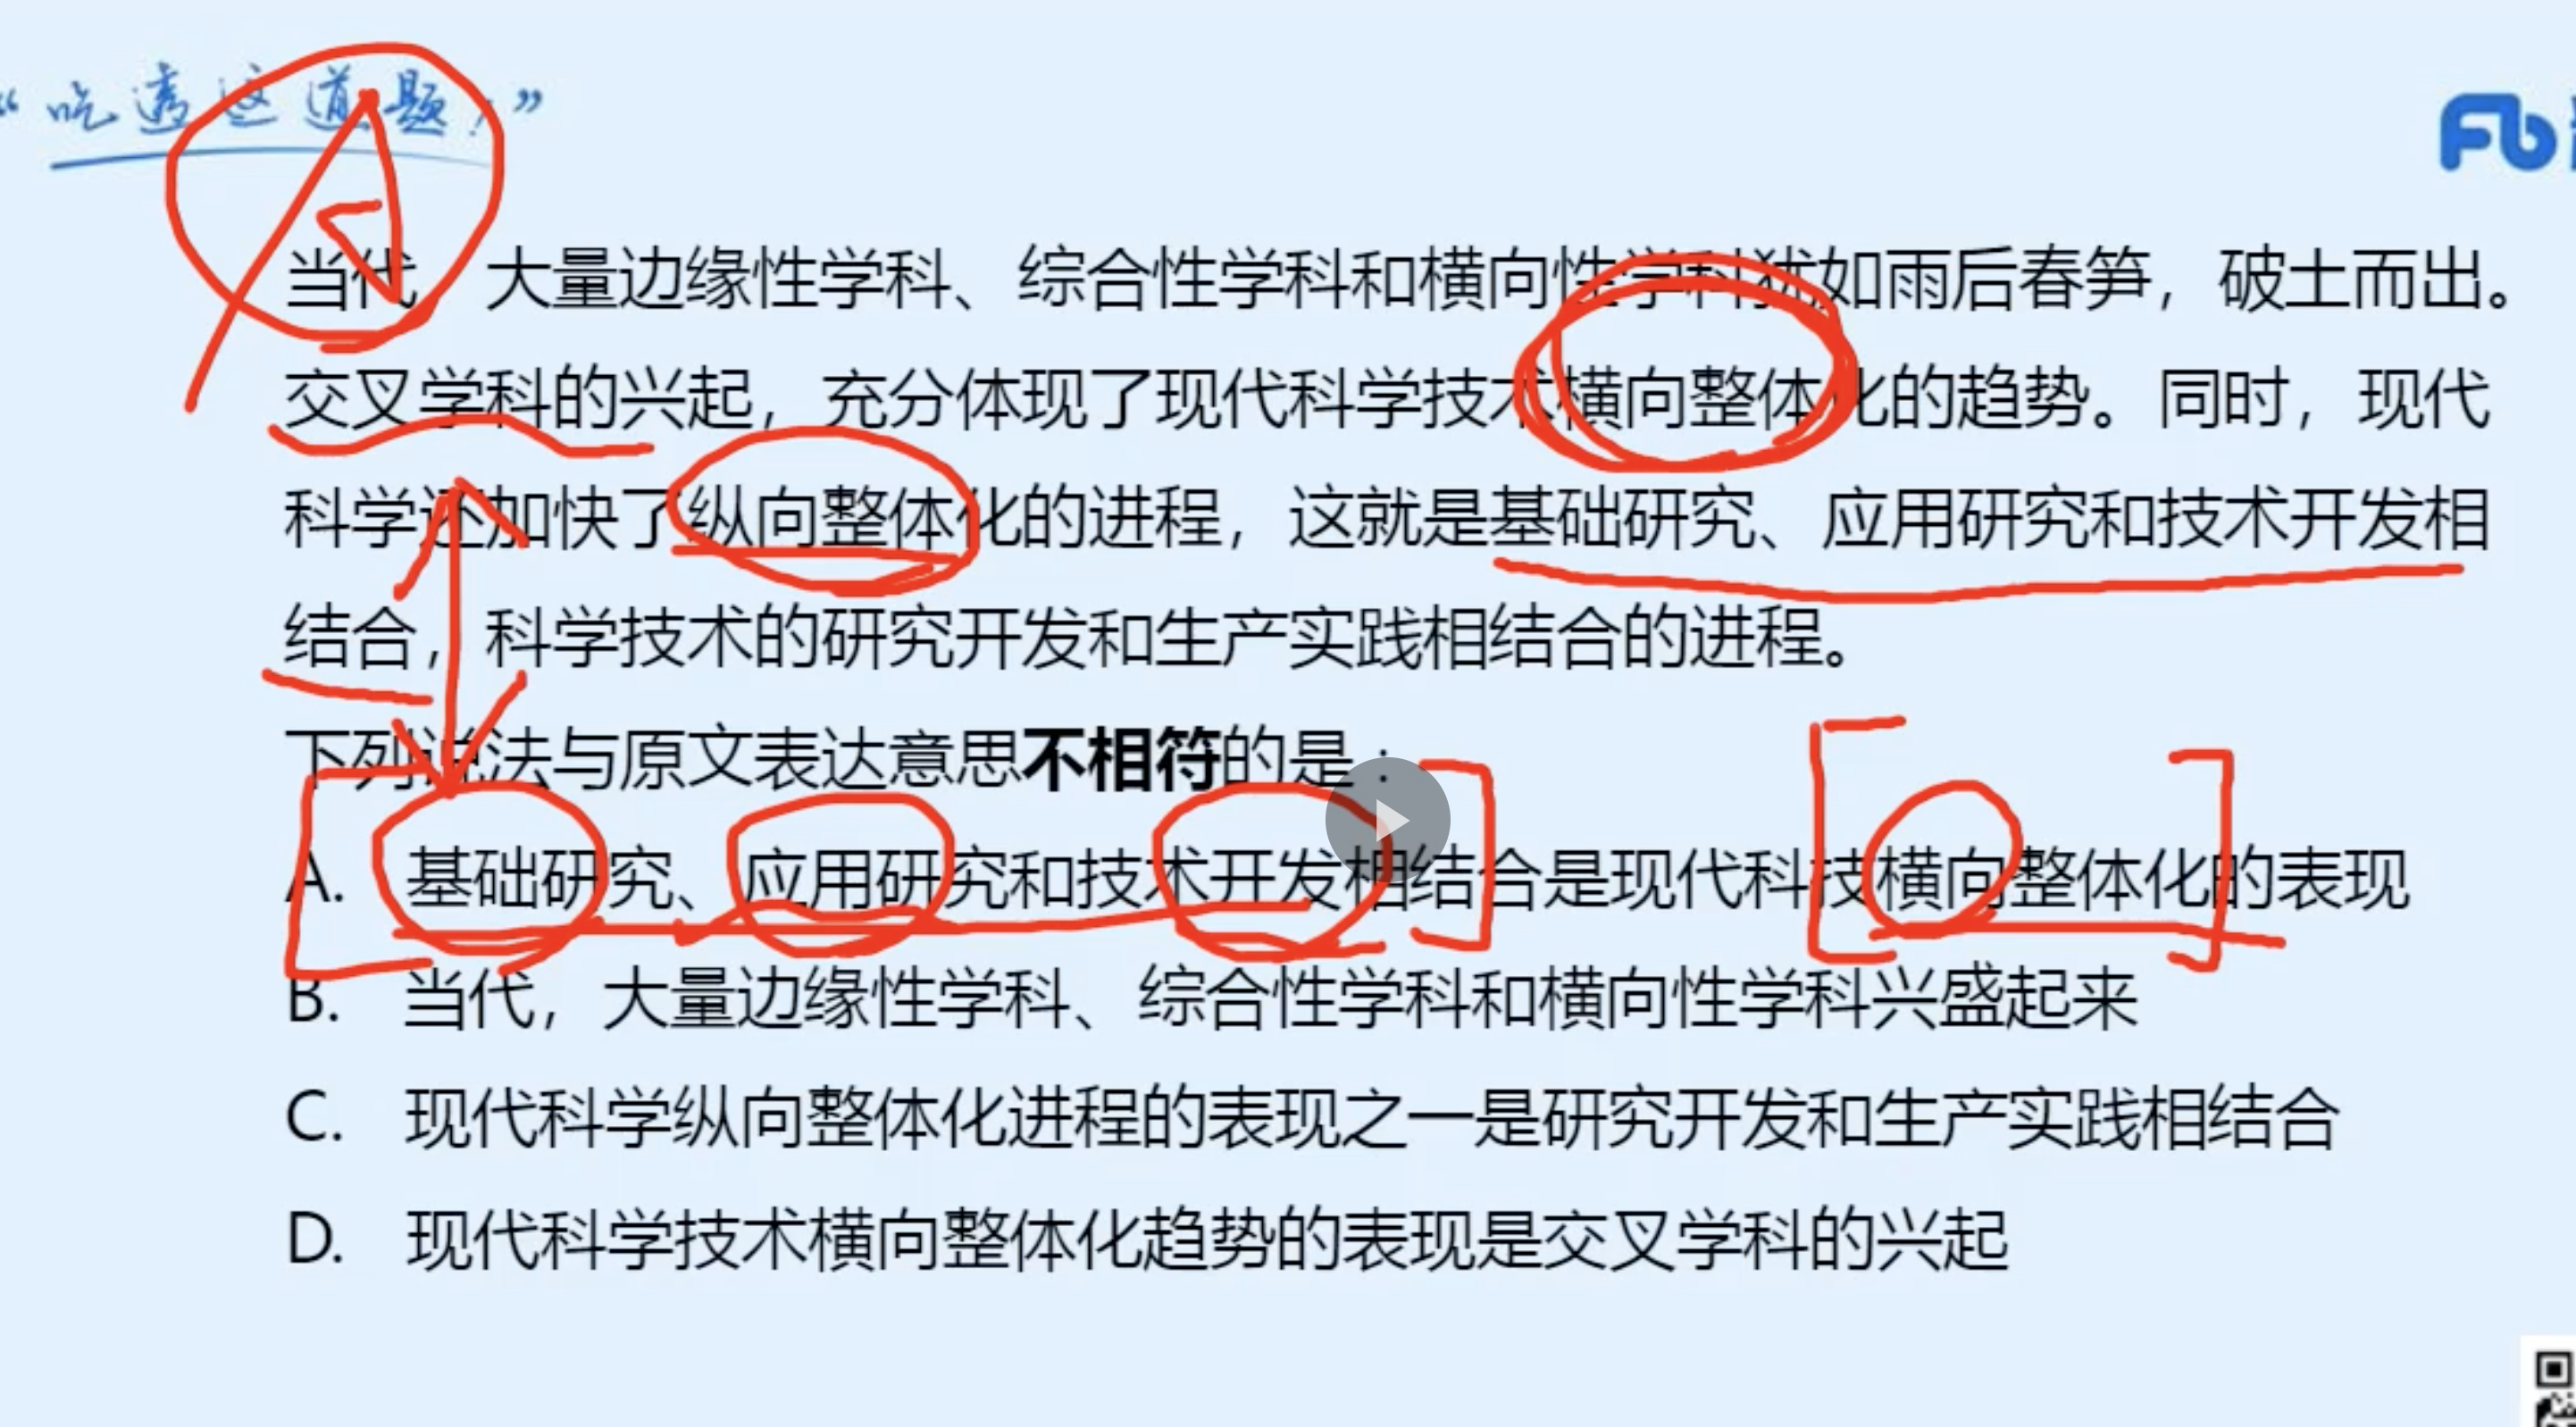 “吃透这道题！”
Fb
当代，大量边缘性学科、综合性学科和横向性学科犹如雨后春笋，破土而出。
交叉学科的兴起，充分体现了现代科学技术横向整体化的趋势。同时，现代
科学还加快了纵向整体化的进程，这就是基础研究、应用研究和技术开发相
结合，科学技术的研究开发和生产实践相结合的进程。
下列说法与原文表达意思不相符的是：
A. 基础研究、应用研究和技术开发相结合是现代科技横向整体化的表现
B. 当代，大量边缘性学科、综合性学科和横向性学科兴盛起来
C. 现代科学纵向整体化进程的表现之一是研究开发和生产实践相结合
D. 现代科学技术横向整体化趋势的表现是交叉学科的兴起